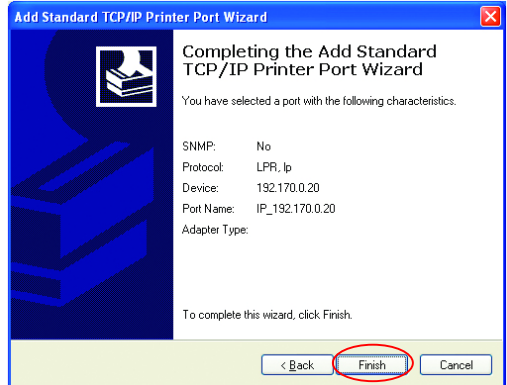 Add Standard TCP/IP Printer Port Wizard
Completing the Add Standard
TCP/IP Printer Port Wizard
You have selected a port with the following characteristics.
SNMP: No
Protocol: LPR, lp
Device: 192.170.0.20
Port Name: IP_192.170.0.20
Adapter Type:
To complete this wizard, click Finish.
< Back Finish Cancel